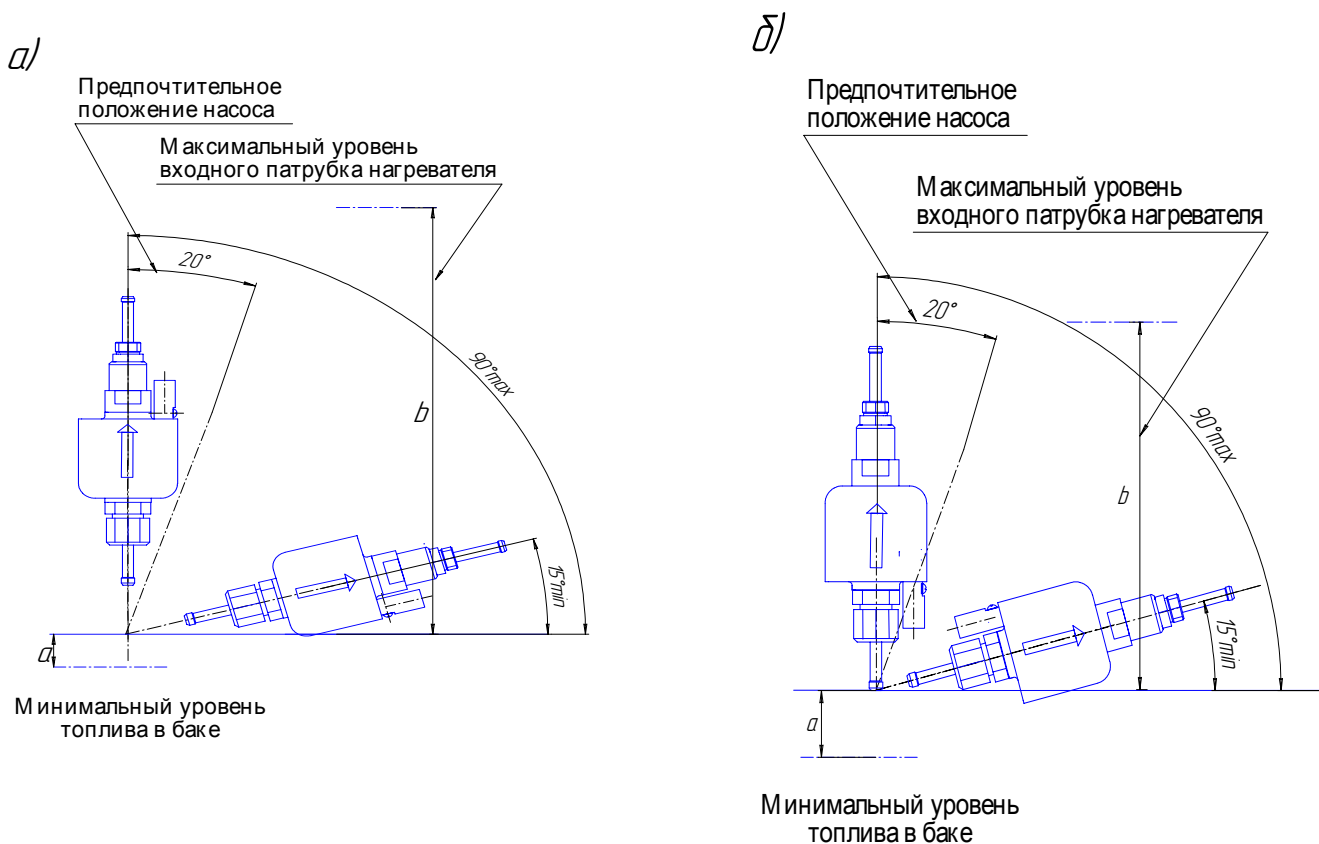 а)
Предпочтительное
положение насоса
Максимальный уровень
входного патрубка нагревателя
20°
90°max
b
15°min
a
Минимальный уровень
топлива в баке
б)
Предпочтительное
положение насоса
Максимальный уровень
входного патрубка нагревателя
20°
90°max
b
15°min
a
Минимальный уровень
топлива в баке